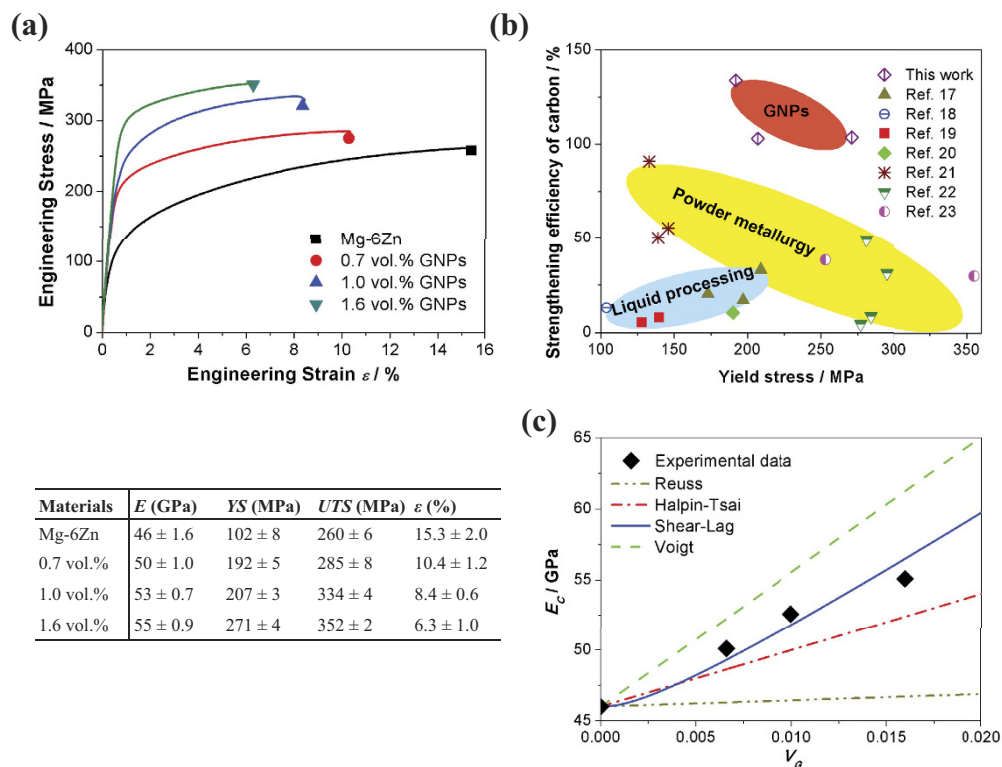 (a)
400
300
200
100
0
Engineering Stress / MPa
Mg-6Zn
0.7 vol.% GNPs
1.0 vol.% GNPs
1.6 vol.% GNPs
0 2 4 6 8 10 12 14 16
Engineering Strain ε / %
(b)
150
100
50
0
Strengthening efficiency of carbon / %
GNPs
Powder metallurgy
Liquid processing
This work
Ref. 17
Ref. 18
Ref. 19
Ref. 20
Ref. 21
Ref. 22
Ref. 23
100 150 200 250 300 350
Yield stress / MPa
Materials E (GPa) YS (MPa) UTS (MPa) ε (%)
Mg-6Zn 46 ± 1.6 102 ± 8 260 ± 6 15.3 ± 2.0
0.7 vol.% 50 ± 1.0 192 ± 5 285 ± 8 10.4 ± 1.2
1.0 vol.% 53 ± 0.7 207 ± 3 334 ± 4 8.4 ± 0.6
1.6 vol.% 55 ± 0.9 271 ± 4 352 ± 2 6.3 ± 1.0
(c)
65
60
55
50
45
E_c / GPa
Experimental data
Reuss
Halpin-Tsai
Shear-Lag
Voigt
0.000 0.005 0.010 0.015 0.020
V_g